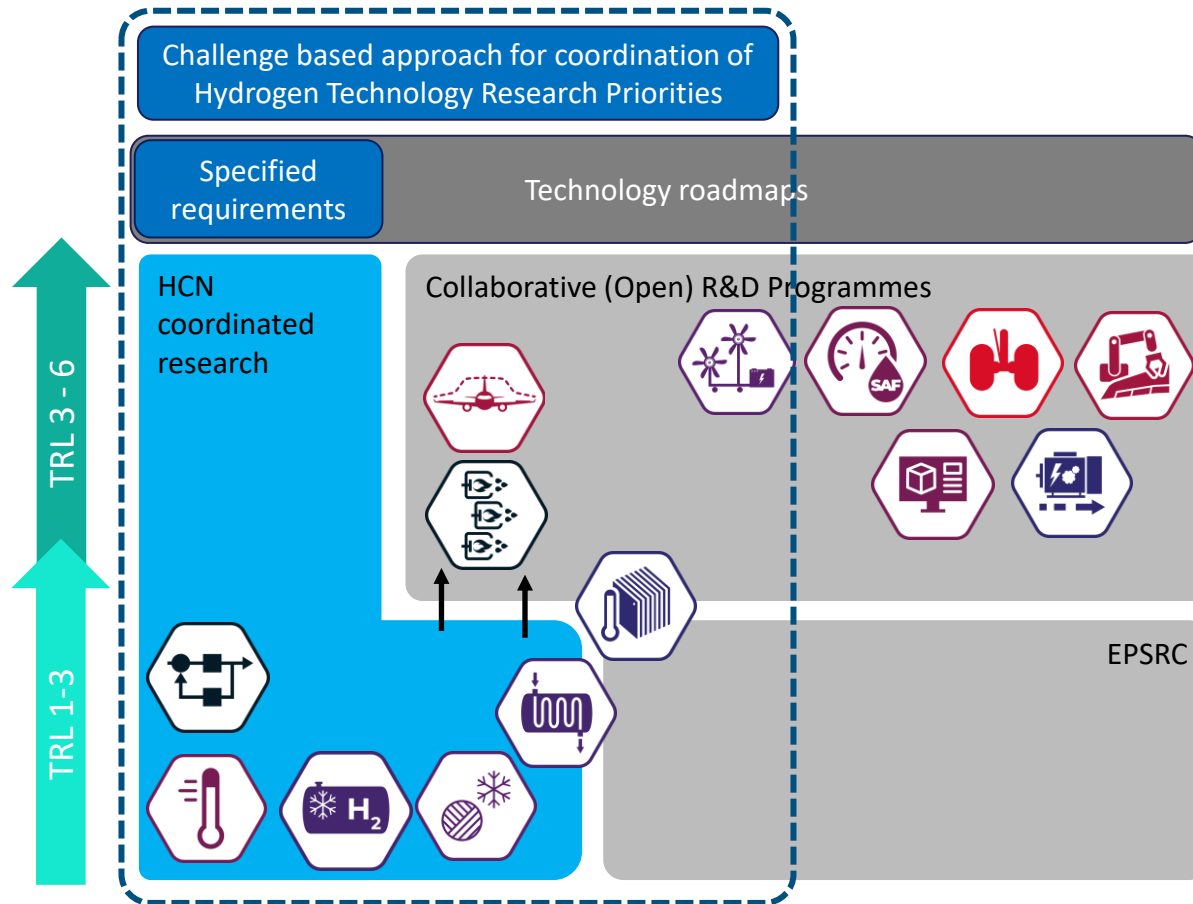 Challenge based approach for coordination of
Hydrogen Technology Research Priorities
Specified
requirements
Technology roadmaps
HCN
coordinated
research
Collaborative (Open) R&D Programmes
TRL 3 - 6
SAF
EPSRC
TRL 1-3
H2